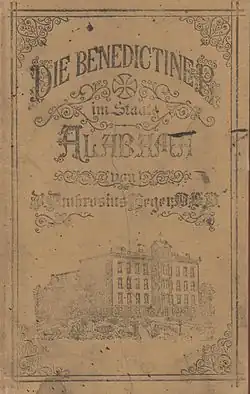 DIE BENEDICTINER
im Staate
ALABAMA
von
P. Ambrosius Reger O.S.B.